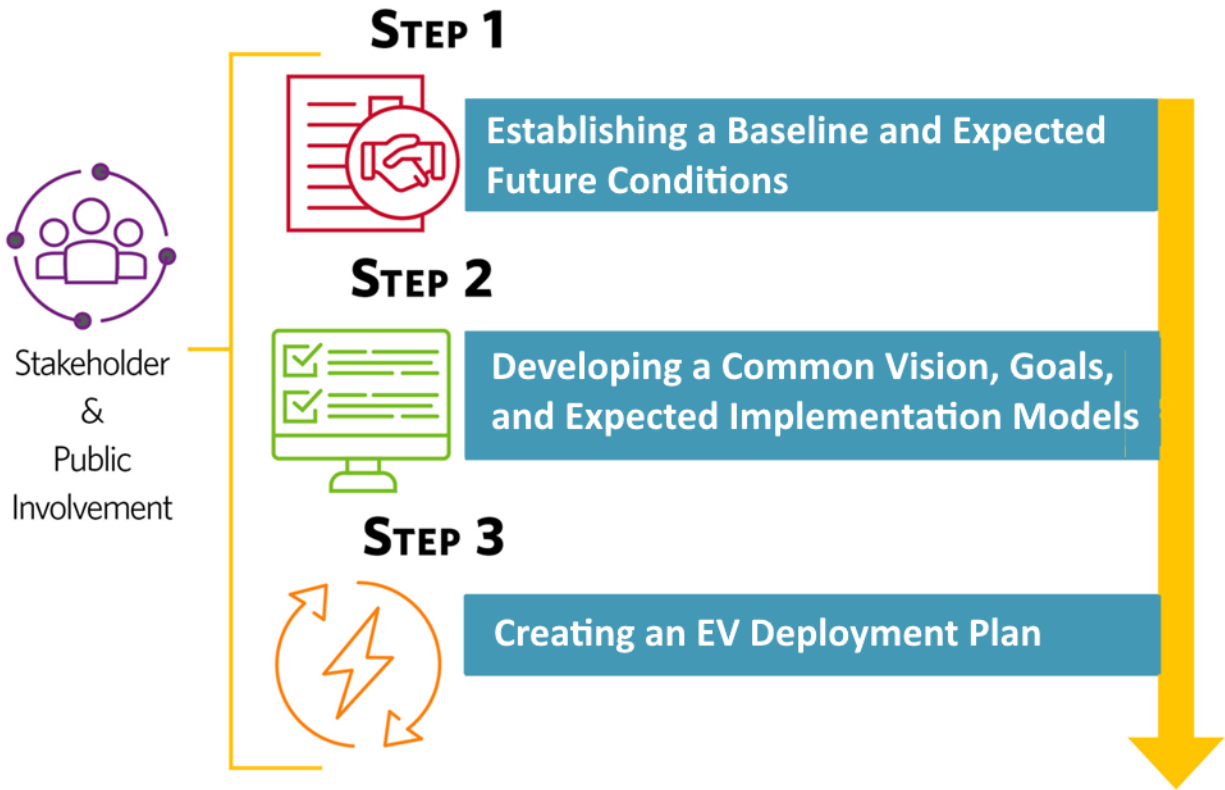 STEP 1
Establishing a Baseline and Expected
Future Conditions
STEP 2
Stakeholder
&
Public
Involvement
Developing a Common Vision, Goals,
and Expected Implementation Models
STEP 3
Creating an EV Deployment Plan